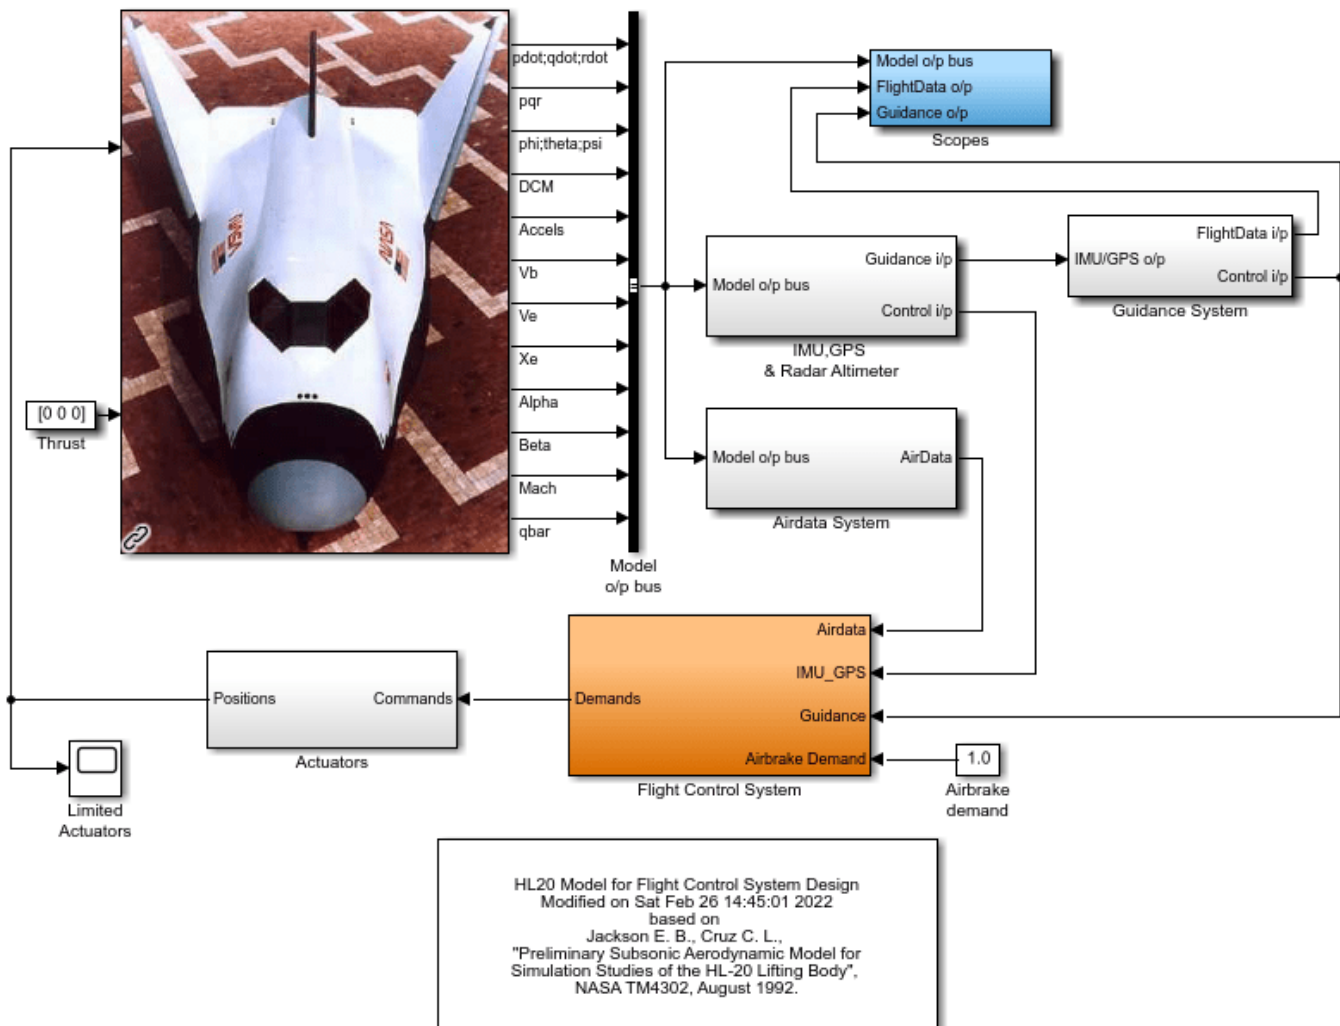 pdot;qdot;rdot
pqr
phi;theta;psi
DCM
Accels
Vb
Ve
Xe
Alpha
Beta
Mach
qbar
Model
o/p bus
[0 0 0]
Thrust
NASA
Model o/p bus
FlightData o/p
Guidance o/p
Scopes
Model o/p bus
Guidance i/p
Control i/p
IMU,GPS
& Radar Altimeter
IMU/GPS o/p
FlightData i/p
Control i/p
Guidance System
Model o/p bus
AirData
Airdata System
Airdata
IMU_GPS
Guidance
Airbrake Demand
Demands
Flight Control System
1.0
Airbrake
demand
Positions
Commands
Actuators
Limited
Actuators
HL20 Model for Flight Control System Design
Modified on Sat Feb 26 14:45:01 2022
based on
Jackson E. B., Cruz C. L.,
"Preliminary Subsonic Aerodynamic Model for
Simulation Studies of the HL-20 Lifting Body",
NASA TM4302, August 1992.